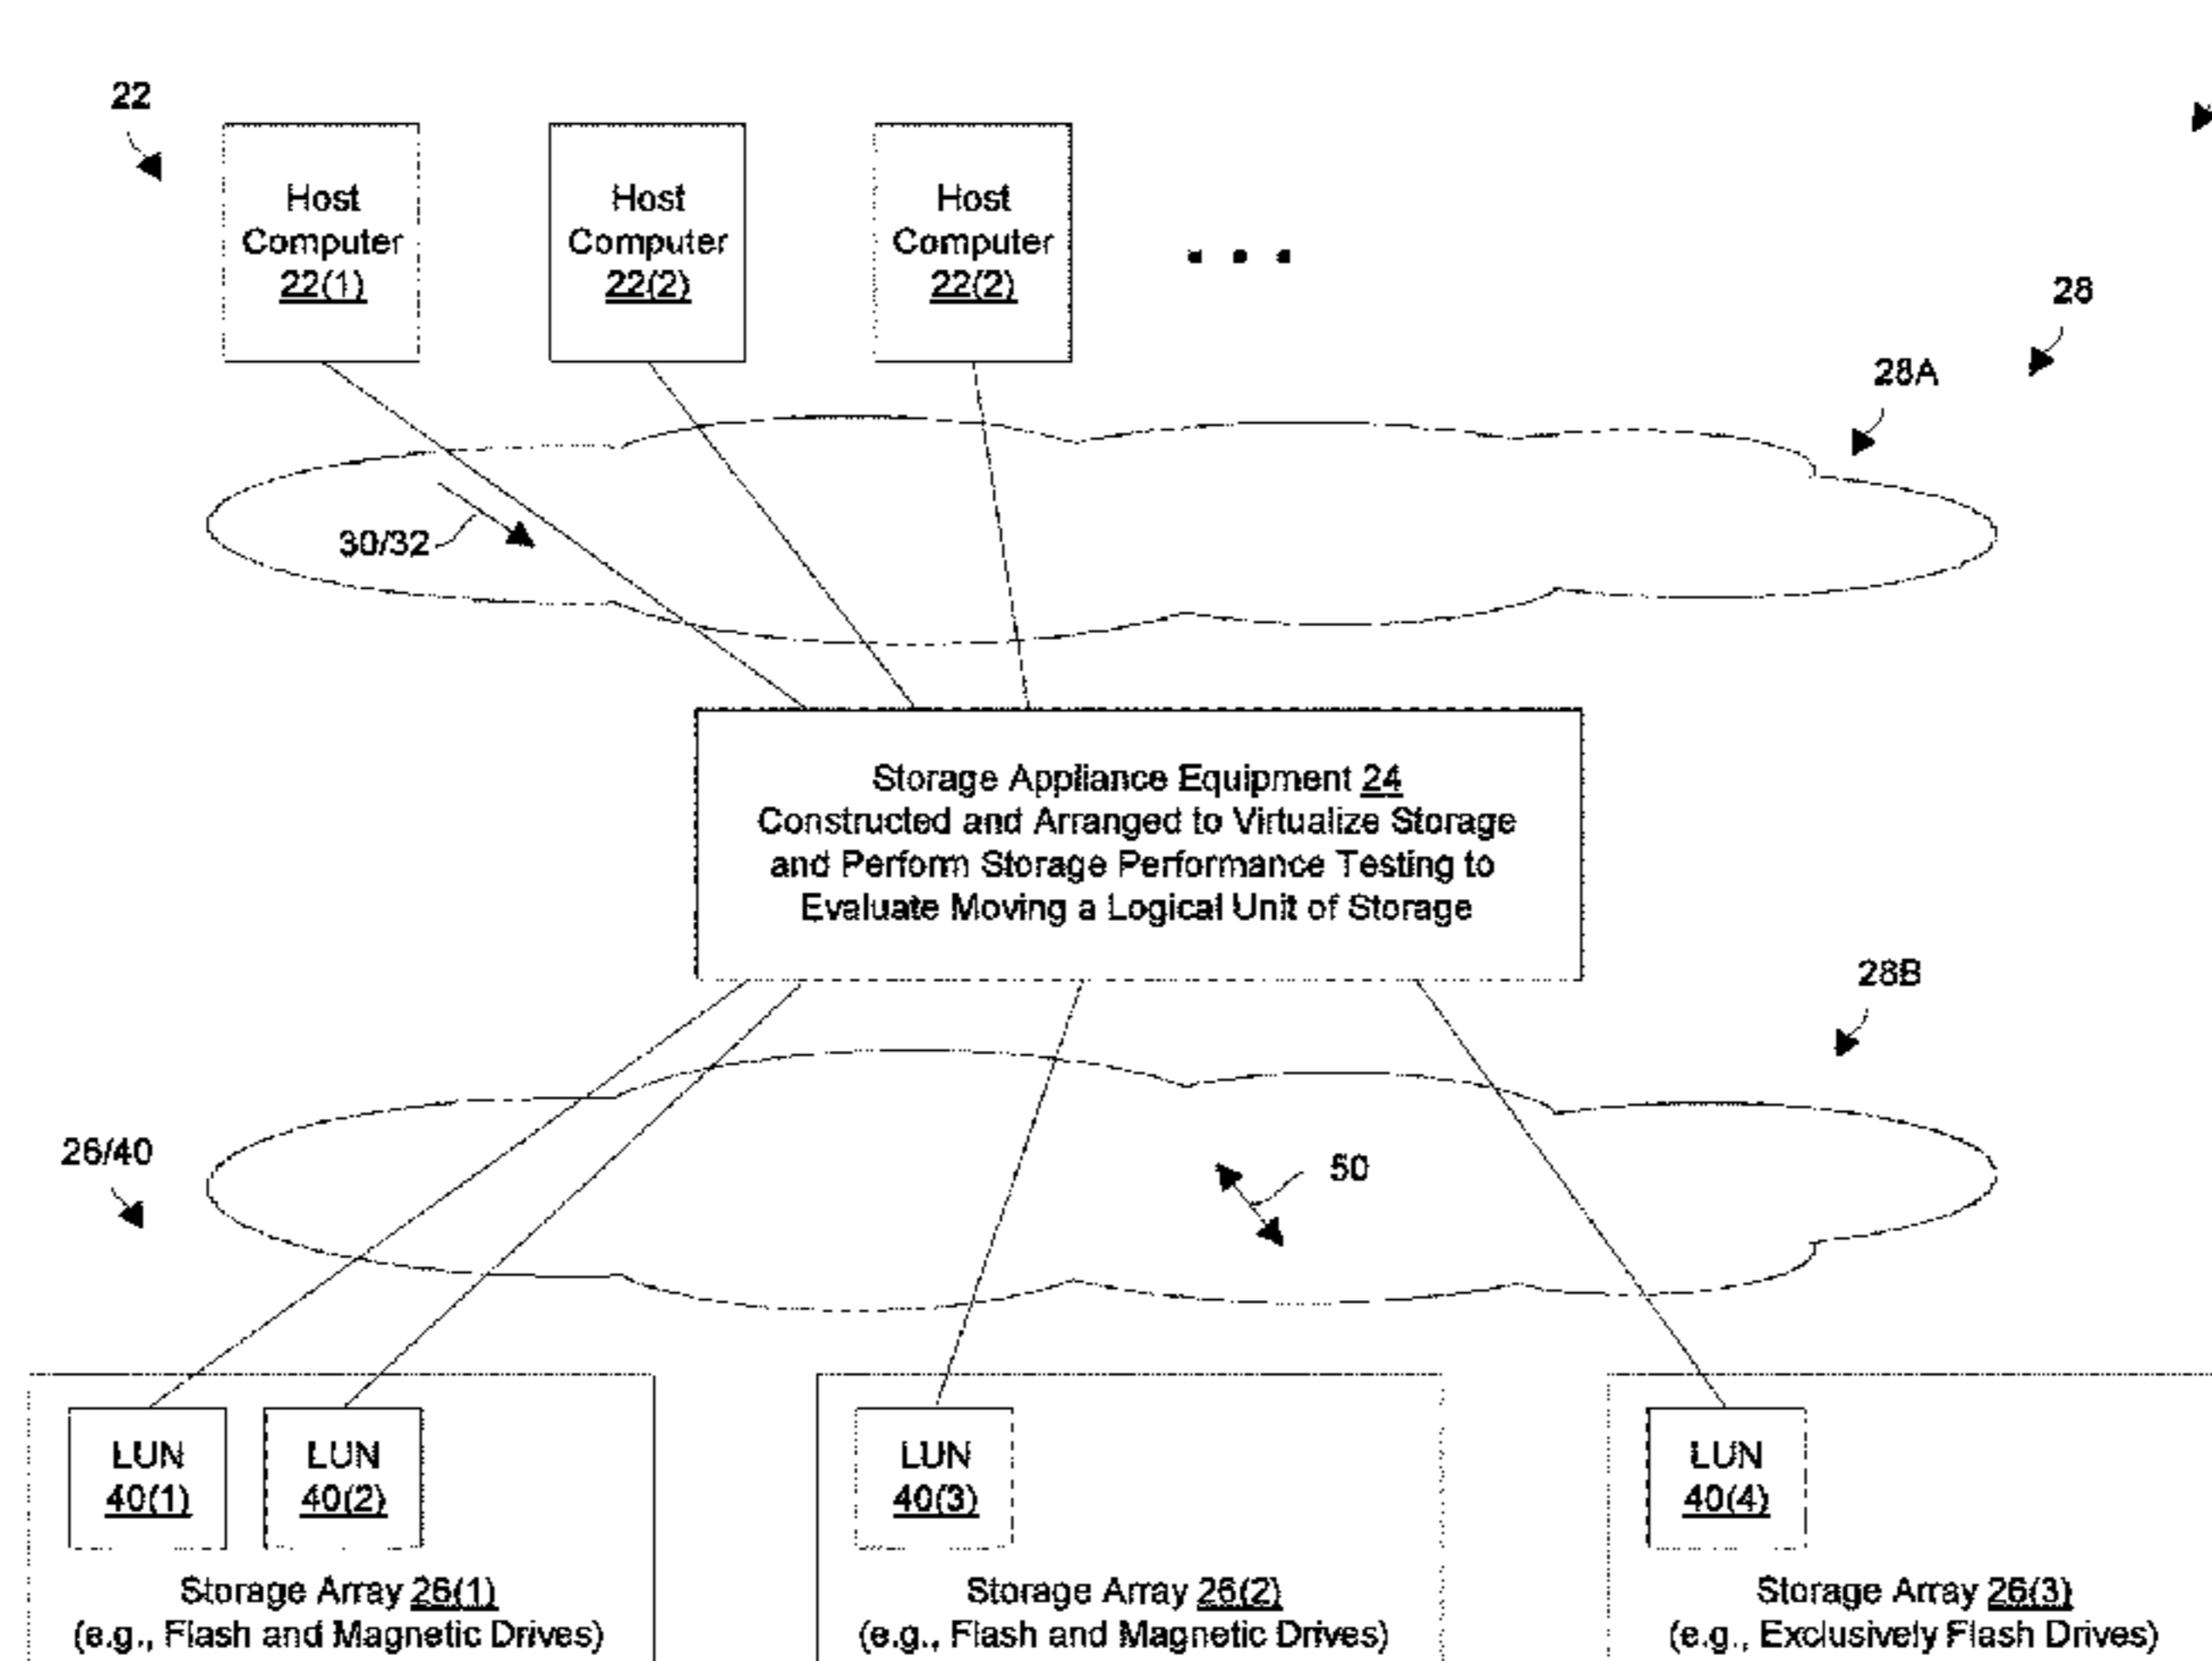 22
Host
Computer
22(1)
Host
Computer
22(2)
Host
Computer
22(2)
28
28A
30/32
Storage Appliance Equipment 24
Constructed and Arranged to Virtualize Storage
and Perform Storage Performance Testing to
Evaluate Moving a Logical Unit of Storage
28B
26/40
50
LUN
40(1)
LUN
40(2)
LUN
40(3)
LUN
40(4)
Storage Array 26(1)
(e.g., Flash and Magnetic Drives)
Storage Array 26(2)
(e.g., Flash and Magnetic Drives)
Storage Array 26(3)
(e.g., Exclusively Flash Drives)